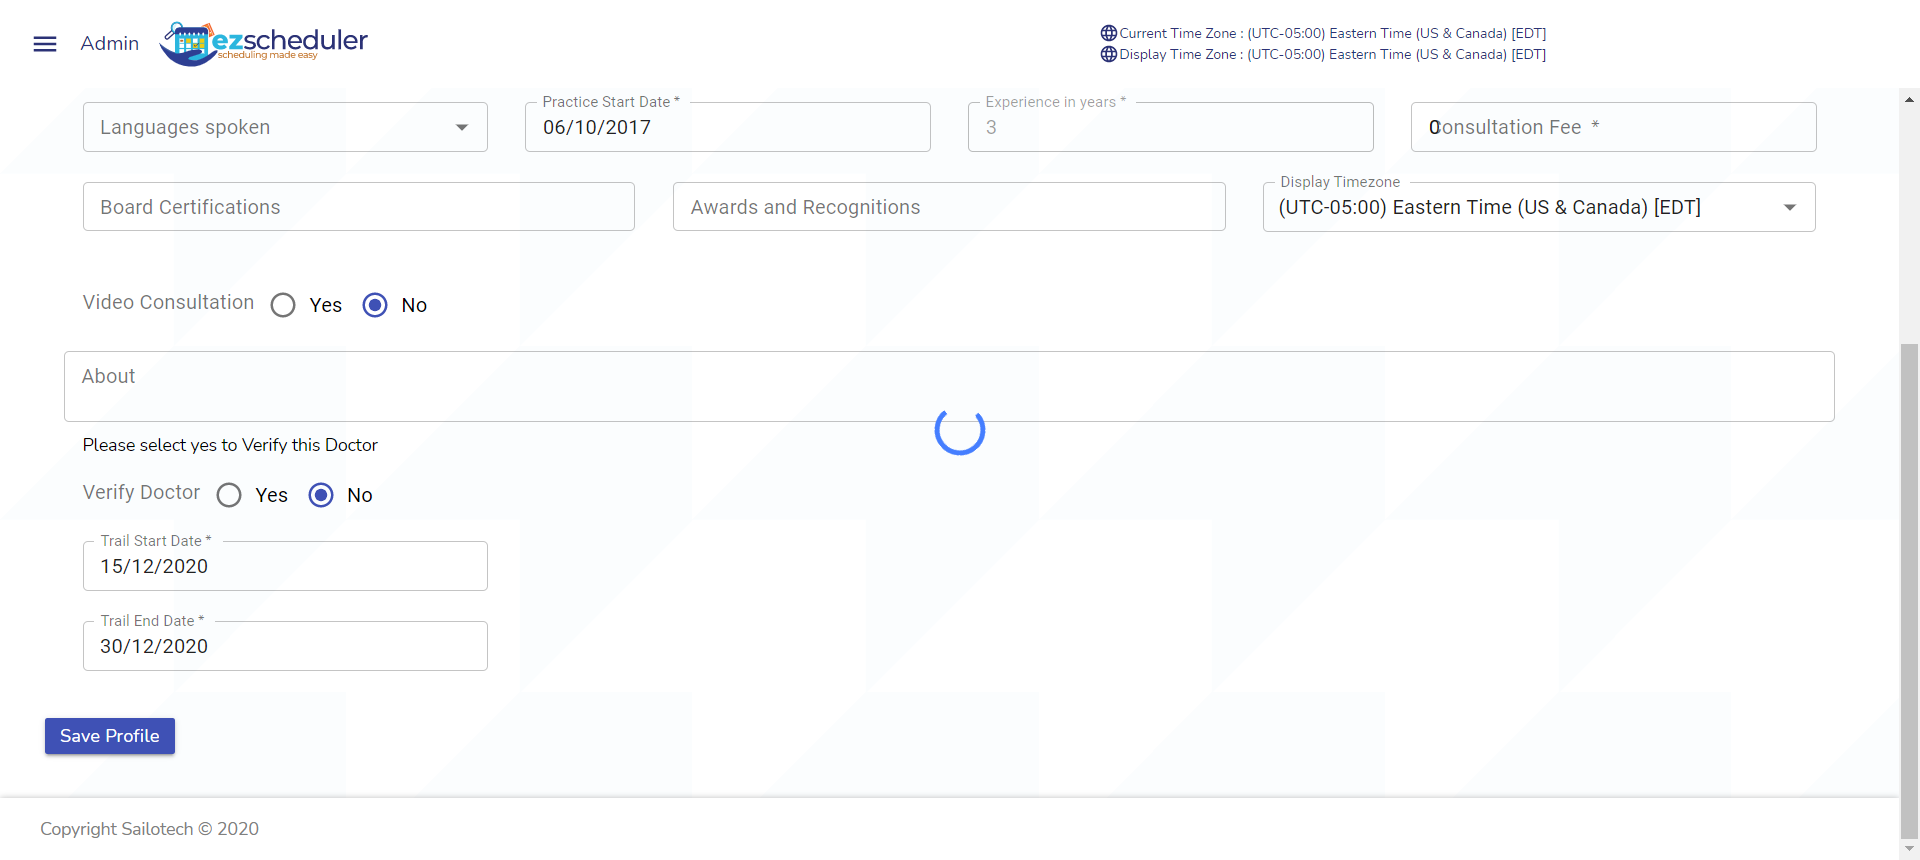 Admin
ezscheduler
scheduling made easy
Current Time Zone : (UTC-05:00) Eastern Time (US & Canada) [EDT]
Display Time Zone : (UTC-05:00) Eastern Time (US & Canada) [EDT]
Languages spoken
Practice Start Date *
06/10/2017
Experience in years *
3
0
Consultation Fee *
Board Certifications
Awards and Recognitions
Display Timezone
(UTC-05:00) Eastern Time (US & Canada) [EDT]
Video Consultation Yes No
About
Please select yes to Verify this Doctor
Verify Doctor Yes No
Trail Start Date *
15/12/2020
Trail End Date *
30/12/2020
Save Profile
Copyright Sailotech © 2020